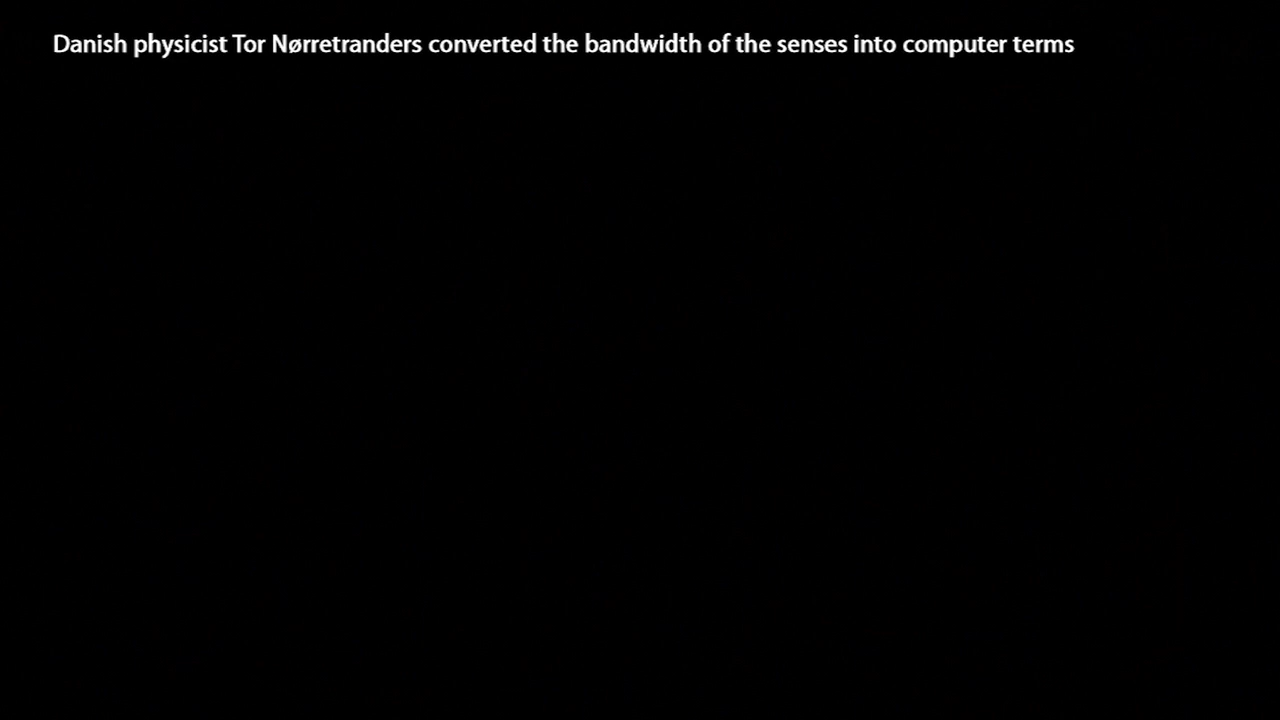 Danish physicist Tor Nørretranders converted the bandwidth of the senses into computer terms